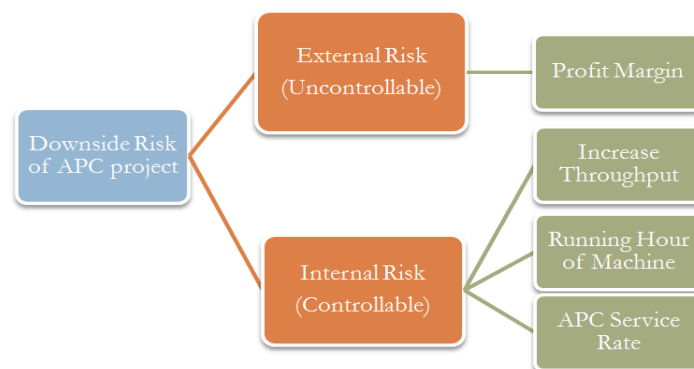 Downside Risk
of APC project
External Risk
(Uncontrollable)
Profit Margin
Internal Risk
(Controllable)
Increase
Throughput
Running Hour
of Machine
APC Service
Rate